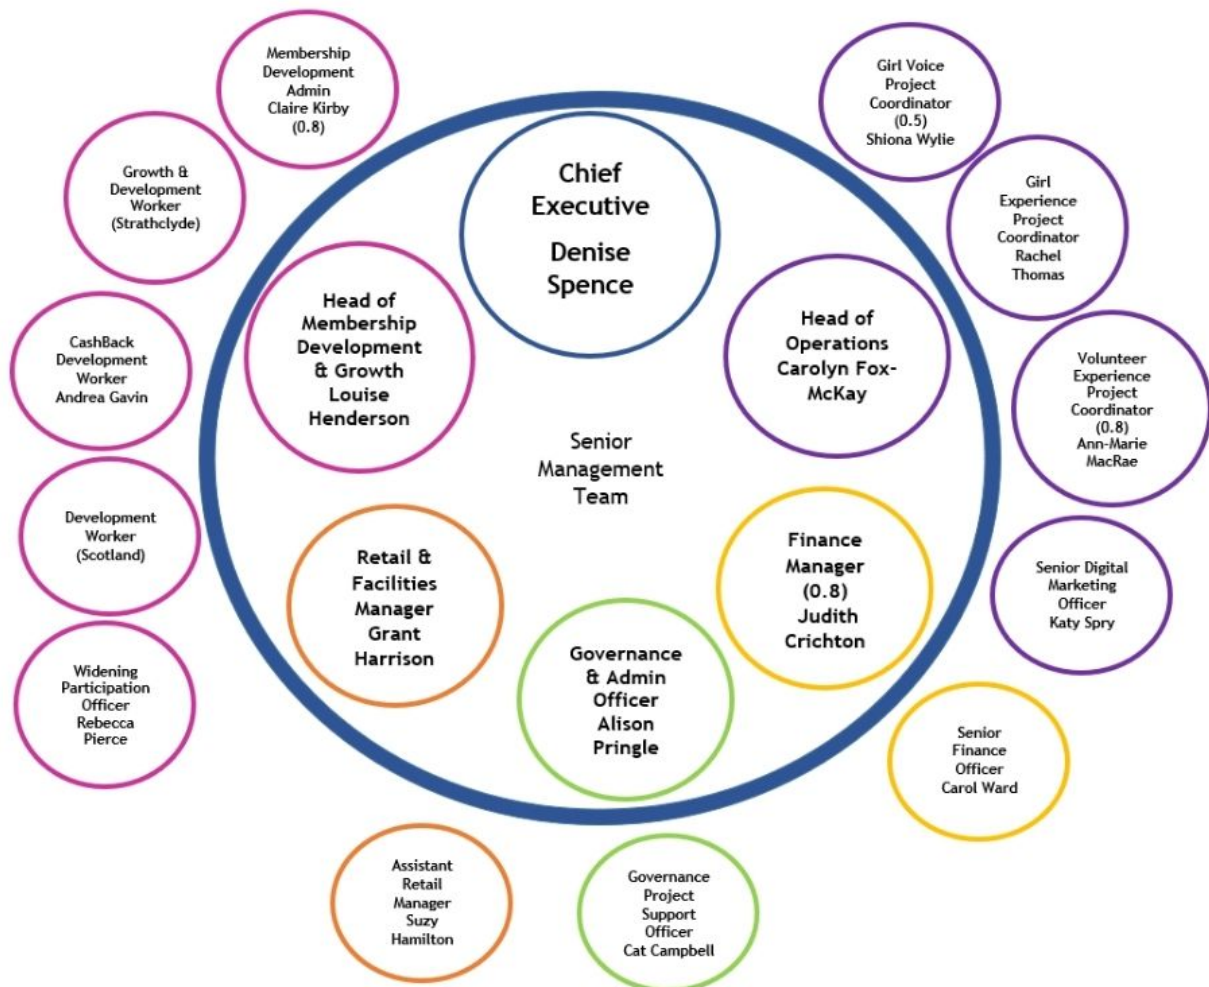 Membership
Development
Admin
Claire Kirby
(0.8)
Girl Voice
Project
Coordinator
(0.5)
Shiona Wylie
Growth &
Development
Worker
(Strathclyde)
Chief
Executive
Denise
Spence
Girl
Experience
Project
Coordinator
Rachel
Thomas
Head of
Membership
Development
& Growth
Louise
Henderson
Head of
Operations
Carolyn Fox-
McKay
CashBack
Development
Worker
Andrea Gavin
Volunteer
Experience
Project
Coordinator
(0.8)
Ann-Marie
MacRae
Senior
Management
Team
Development
Worker
(Scotland)
Retail &
Facilities
Manager
Grant
Harrison
Finance
Manager
(0.8)
Judith
Crichton
Senior Digital
Marketing
Officer
Katy Spry
Governance
& Admin
Officer
Alison
Pringle
Widening
Participation
Officer
Rebecca
Pierce
Senior
Finance
Officer
Carol Ward
Assistant
Retail
Manager
Suzy
Hamilton
Governance
Project
Support
Officer
Cat Campbell